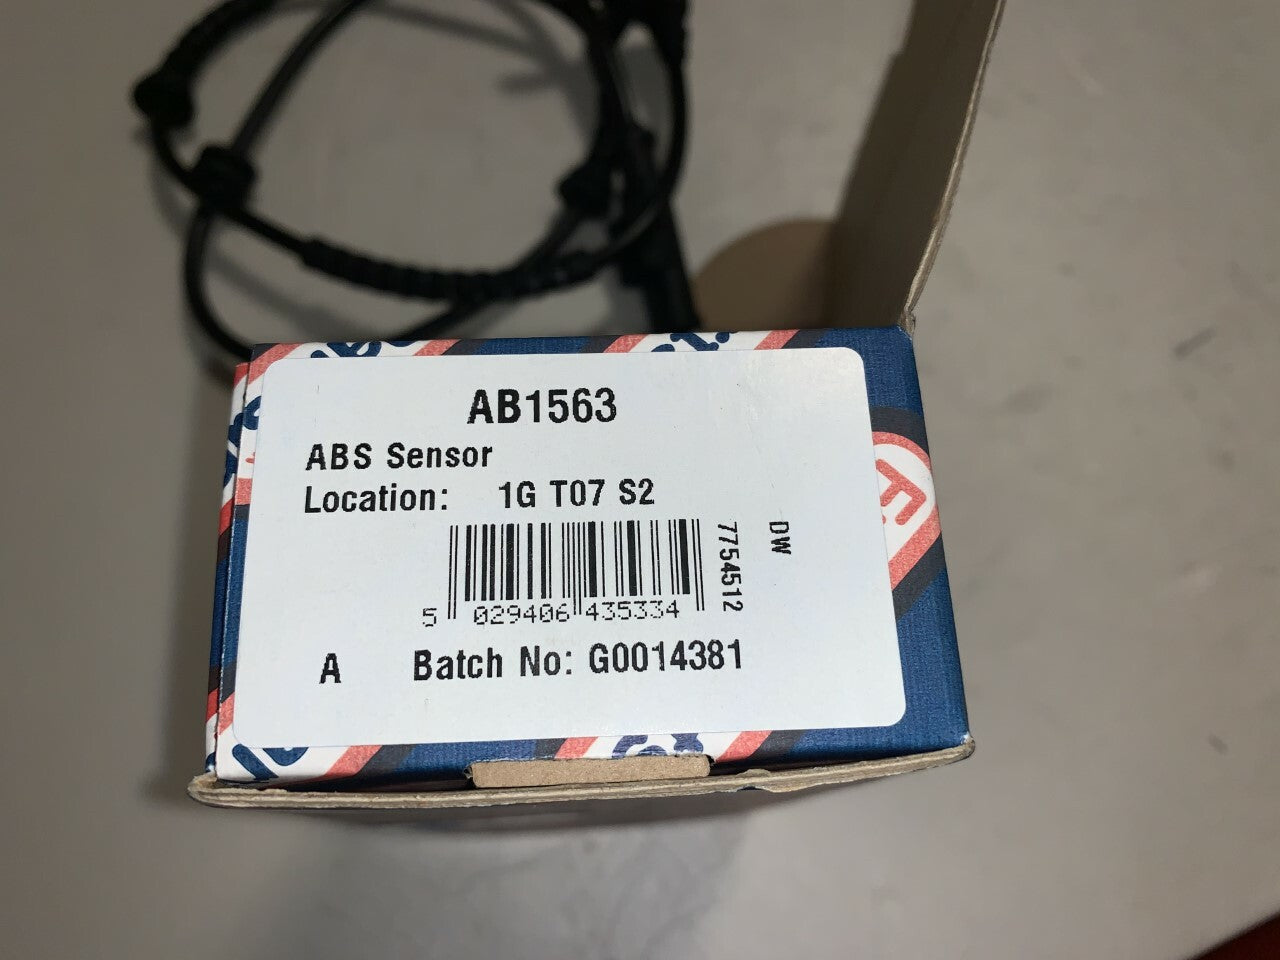 AB1563
ABS Sensor
Location: 1G T07 S2
5 029406 435334
7754512
DW
A Batch No: G0014381